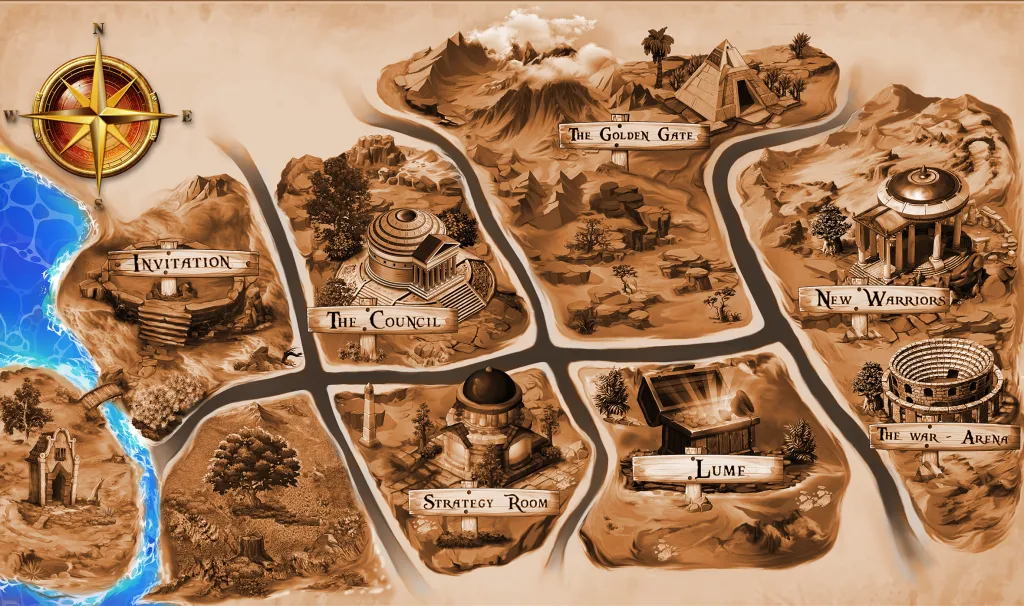 N
W
E
S
The Golden Gate
Invitation
New Warriors
The Council
The war - Arena
Lume
Strategy Room